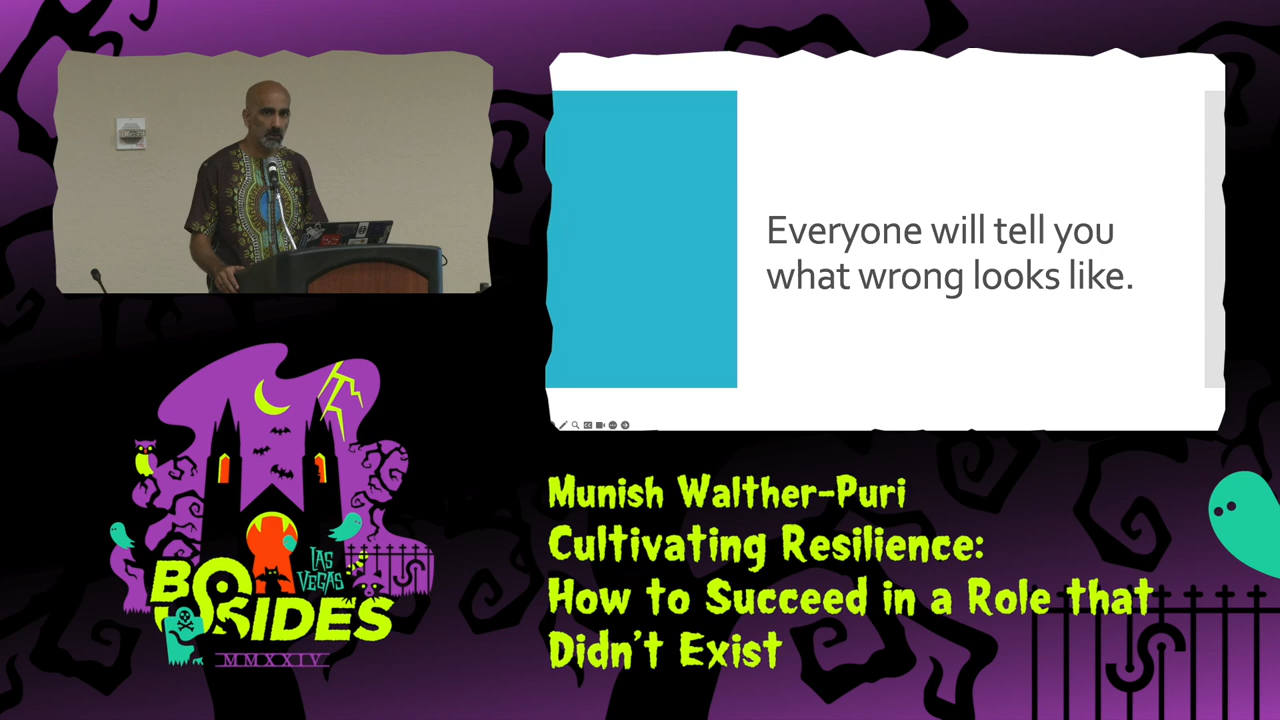 Everyone will tell you
what wrong looks like.
Munish Walther-Puri
Cultivating Resilience:
How to Succeed in a Role that
Didn't Exist
LAS
VEGAS
BSIDES
MMXXIV